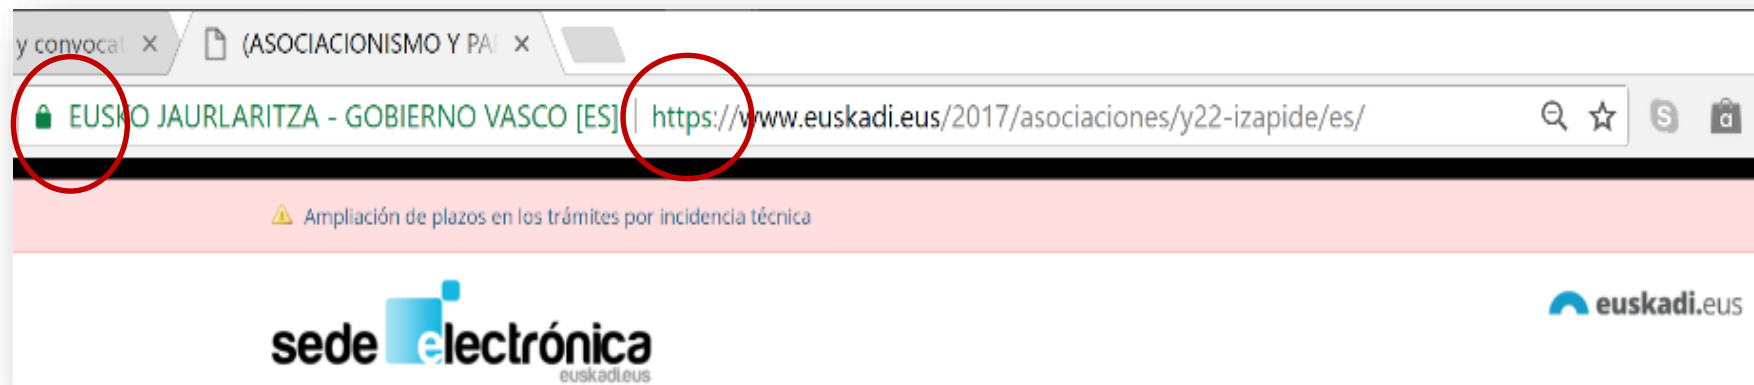 y convocat
(ASOCIACIONISMO Y PA
EUSKO JAURLARITZA - GOBIERNO VASCO [ES] https://www.euskadi.eus/2017/asociaciones/y22-izapide/es/
Ampliación de plazos en los trámites por incidencia técnica
sede electrónica
euskadi.eus
euskadi.eus